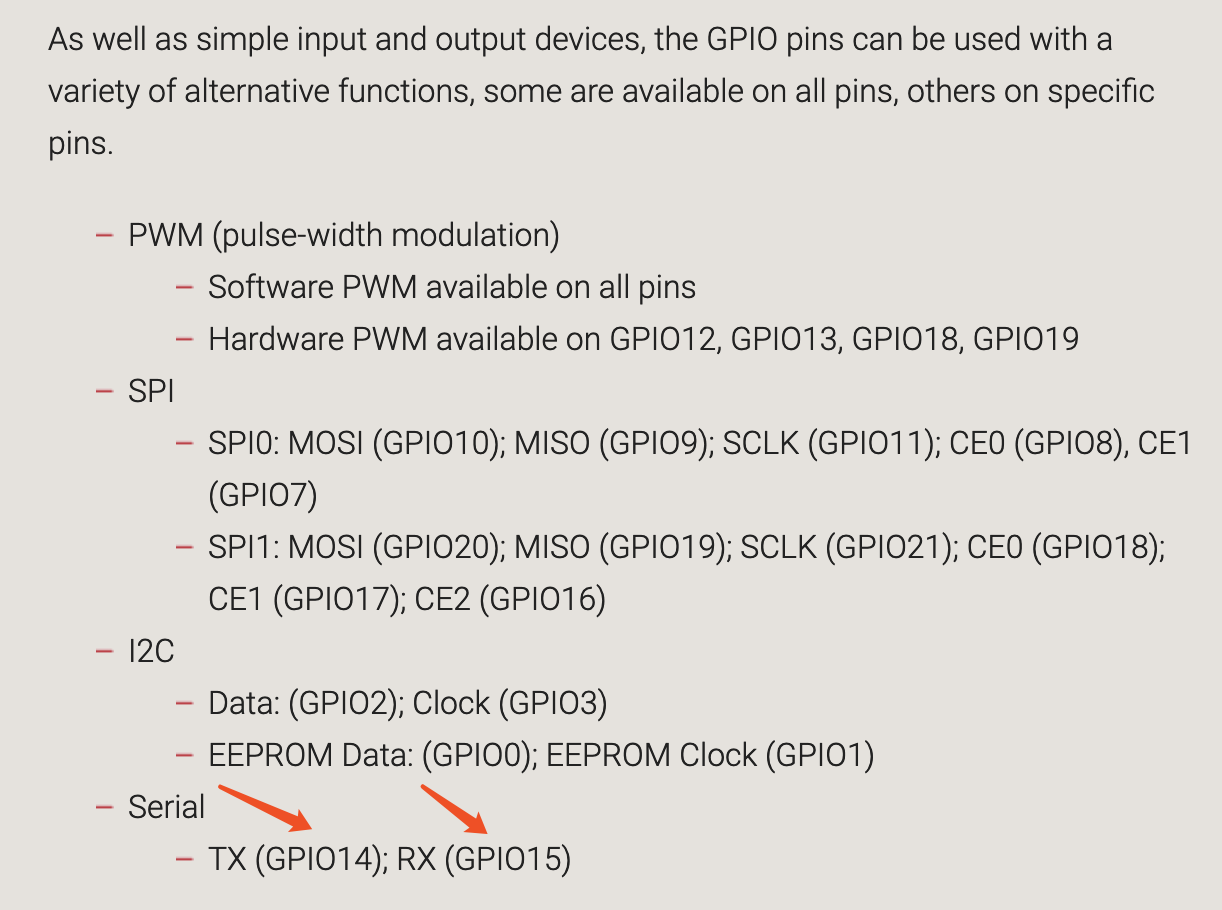 As well as simple input and output devices, the GPIO pins can be used with a
variety of alternative functions, some are available on all pins, others on specific
pins.
– PWM (pulse-width modulation)
– Software PWM available on all pins
– Hardware PWM available on GPIO12, GPIO13, GPIO18, GPIO19
– SPI
– SPI0: MOSI (GPIO10); MISO (GPIO9); SCLK (GPIO11); CE0 (GPIO8), CE1
(GPIO7)
– SPI1: MOSI (GPIO20); MISO (GPIO19); SCLK (GPIO21); CE0 (GPIO18);
CE1 (GPIO17); CE2 (GPIO16)
– I2C
– Data: (GPIO2); Clock (GPIO3)
– EEPROM Data: (GPIO0); EEPROM Clock (GPIO1)
– Serial
– TX (GPIO14); RX (GPIO15)